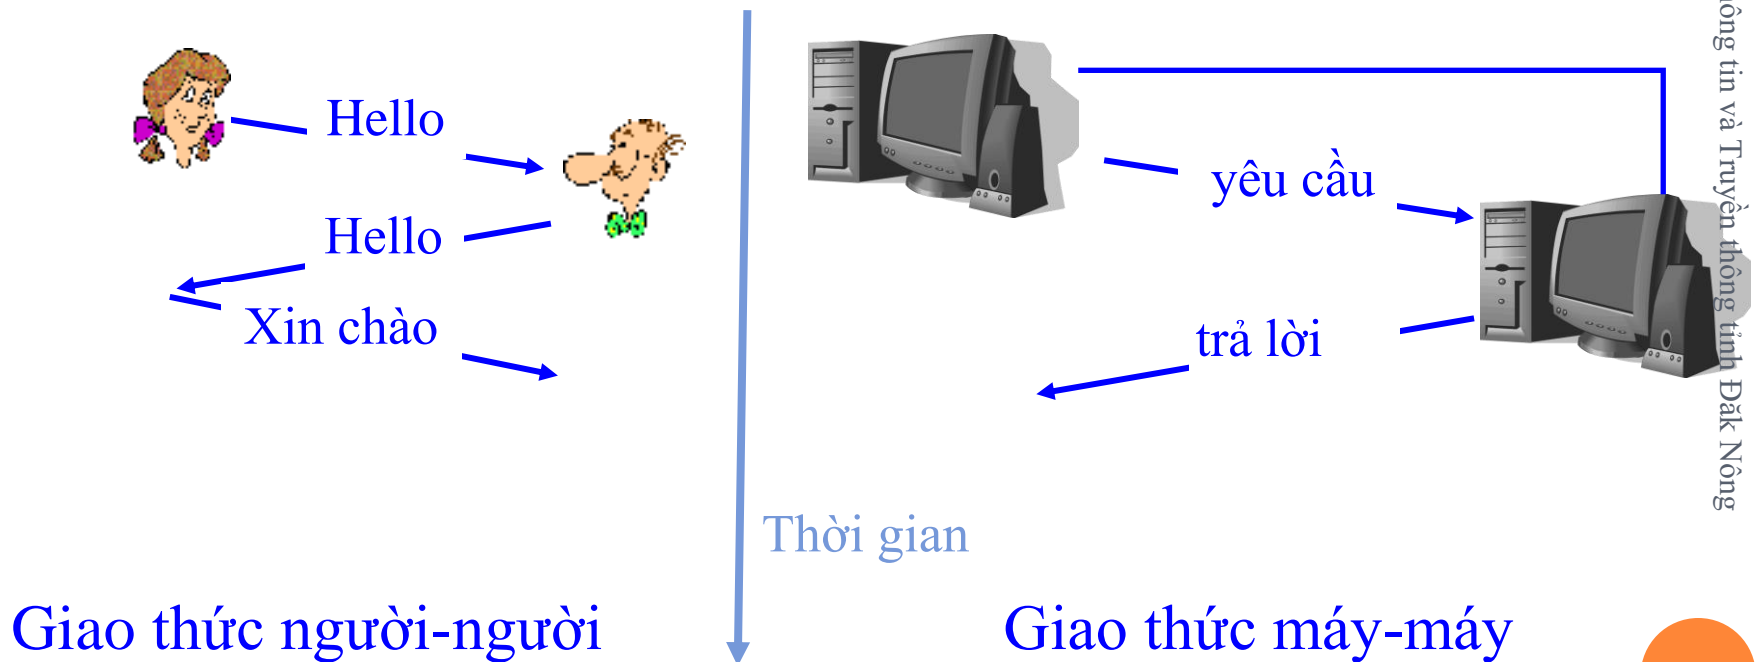 Hello
Hello
Xin chào
yêu cầu
trả lời
Thời gian
Giao thức người-người
Giao thức máy-máy
tin và Truyền thông tỉnh Đăk Nông